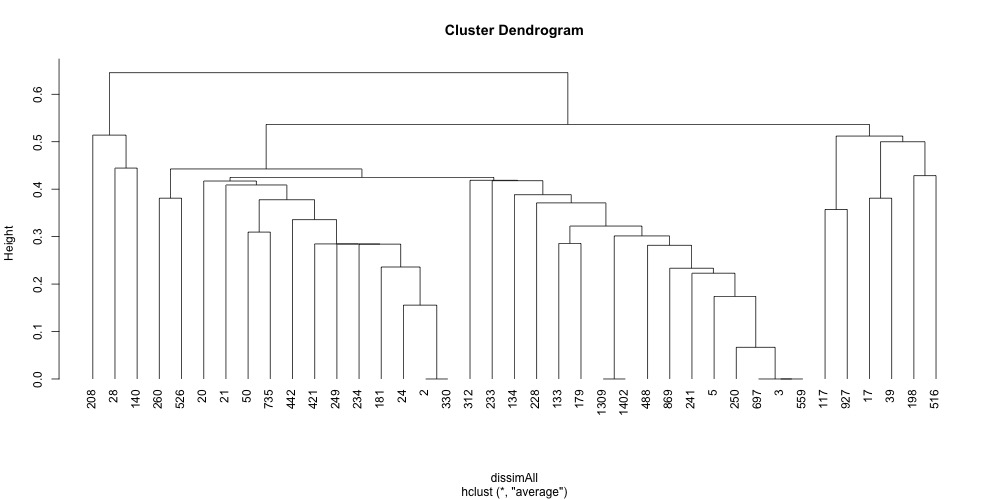 Cluster Dendrogram
Height
0.0 0.1 0.2 0.3 0.4 0.5 0.6
208 28 140 260 526 20 21 50 735 442 421 249 234 181 24 2 330 312 233 134 228 133 179 1309 1402 488 869 241 5 250 697 3 559 117 927 17 39 198 516
dissimAll
hclust (*, "average")